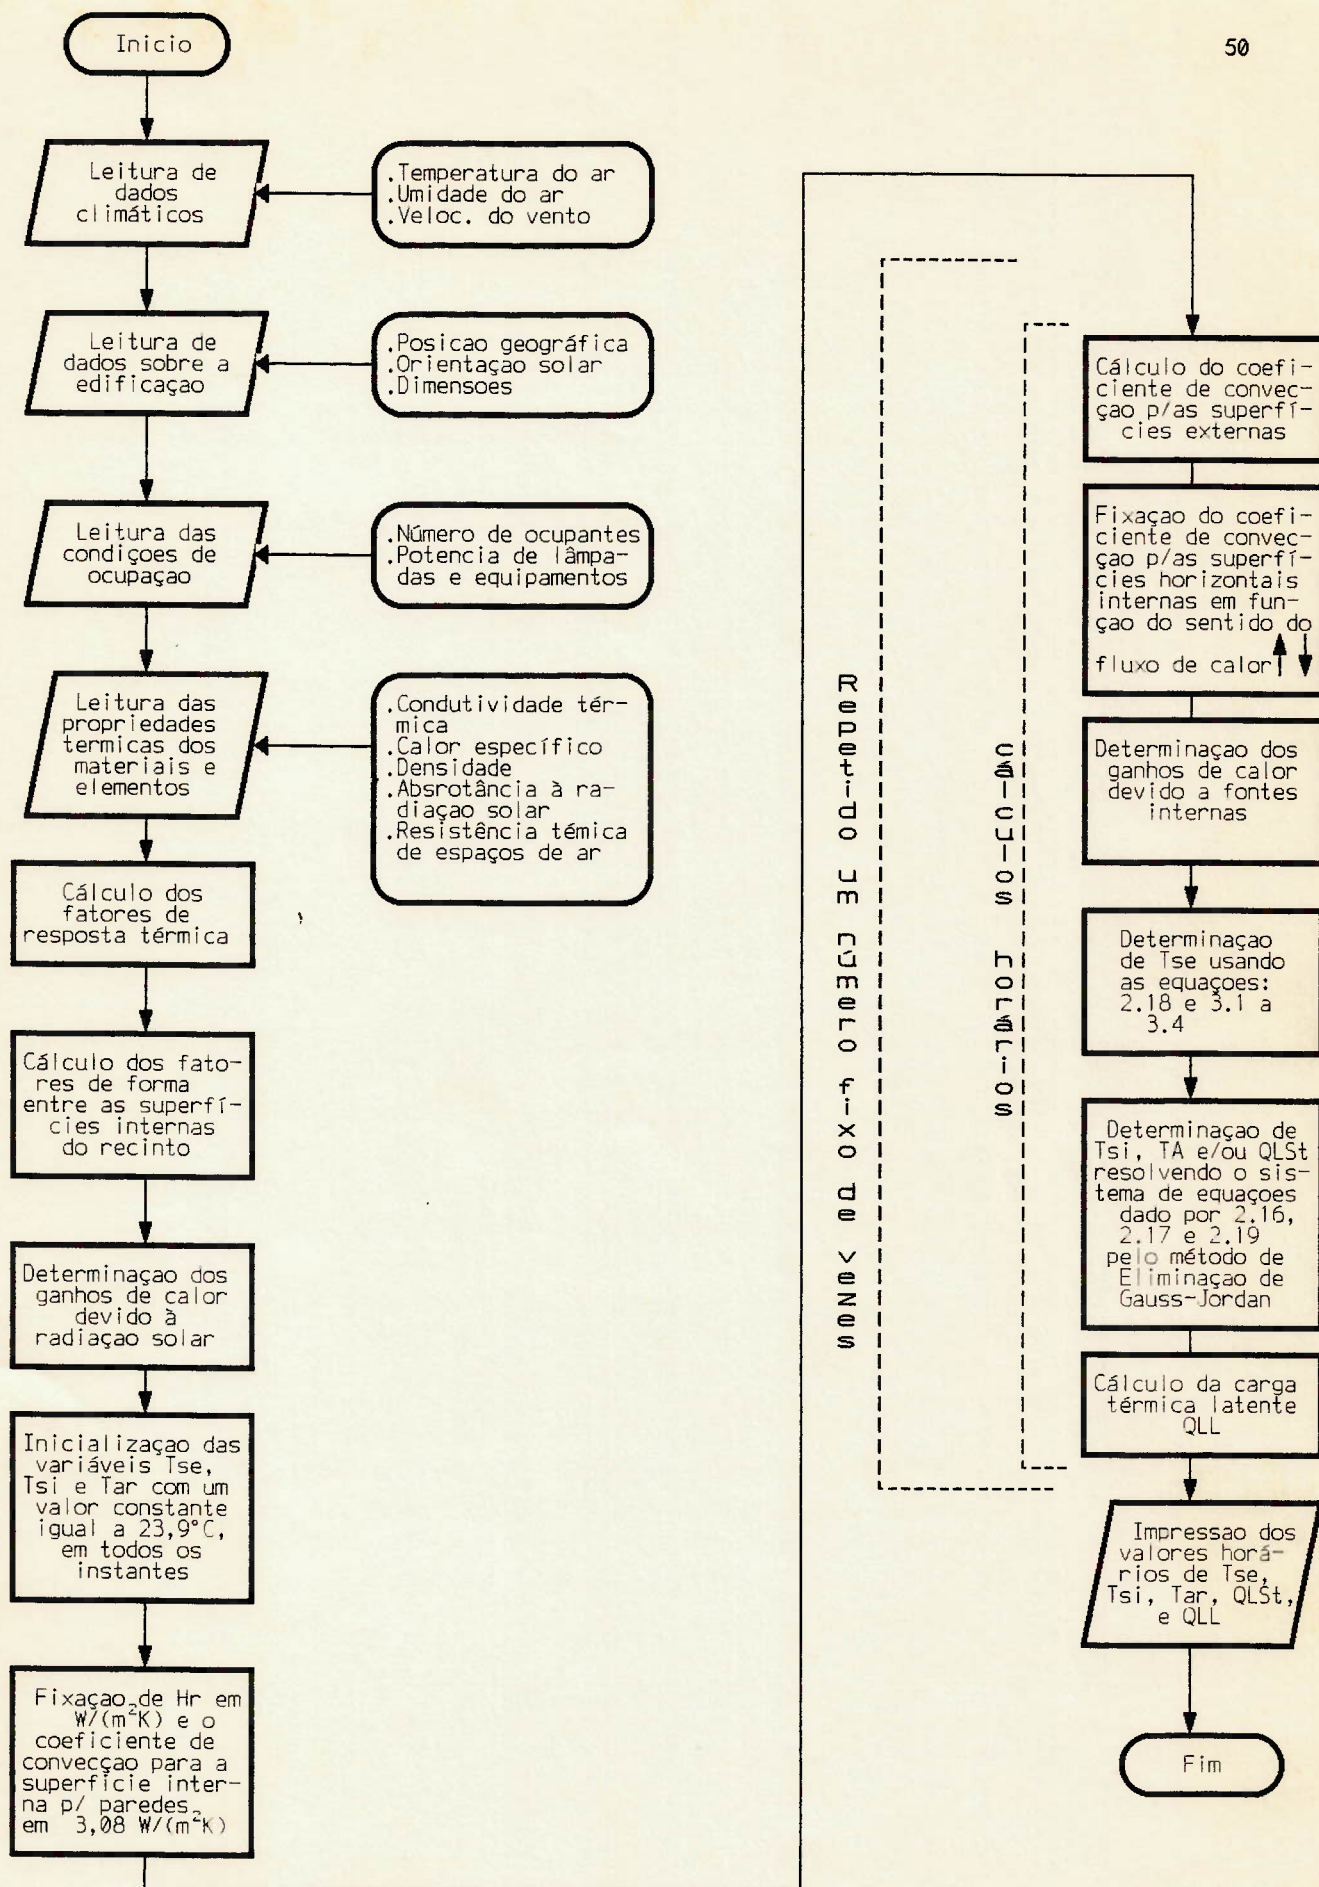 50
Inicio
Leitura de
dados
climáticos
.Temperatura do ar
.Umidade do ar
.Veloc. do vento
Leitura de
dados sobre a
edificaçao
.Posicao geográfica
.Orientaçao solar
.Dimensoes
Leitura das
condiçoes de
ocupaçao
.Número de ocupantes
.Potencia de lâmpa-
das e equipamentos
Leitura das
propriedades
termicas dos
materiais e
elementos
.Condutividade tér-
mica
.Calor específico
.Densidade
.Absrotância à ra-
diaçao solar
.Resistência témica
de espaços de ar
Cálculo dos
fatores de
resposta térmica
Cálculo dos fato-
res de forma
entre as superfí-
cies internas
do recinto
Determinaçao dos
ganhos de calor
devido à
radiaçao solar
Inicializaçao das
variáveis Tse,
Tsi e Tar com um
valor constante
igual a 23,9°C,
em todos os
instantes
Fixaçao de Hr em
W/(m²K) e o
coeficiente de
convecçao para a
superficie inter-
na p/ paredes
em 3,08 W/(m²K)
Repetido um número fixo de vezes
cálculos horários
Cálculo do coefi-
ciente de convec-
çao p/as superfí-
cies externas
Fixaçao do coefi-
ciente de convec-
çao p/as superfí-
cies horizontais
internas em fun-
çao do sentido do
fluxo de calor
Determinaçao dos
ganhos de calor
devido a fontes
internas
Determinaçao
de Tse usando
as equaçoes:
2.18 e 3.1 a
3.4
Determinaçao de
Tsi, TA e/ou QLSt
resolvendo o sis-
tema de equaçoes
dado por 2.16,
2.17 e 2.19
pelo método de
Eliminaçao de
Gauss-Jordan
Cálculo da carga
térmica latente
QLL
Impressao dos
valores horá-
rios de Tse,
Tsi, Tar, QLSt,
e QLL
Fim